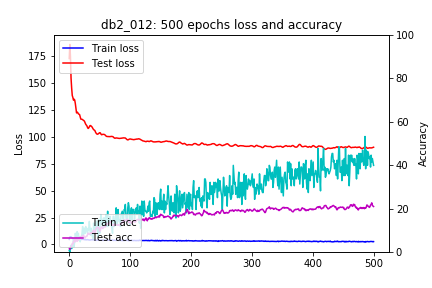 db2_012: 500 epochs loss and accuracy
Train loss
Test loss
Train acc
Test acc
Loss
Accuracy
175
150
125
100
75
50
25
0
100
80
60
40
20
0
0
100
200
300
400
500